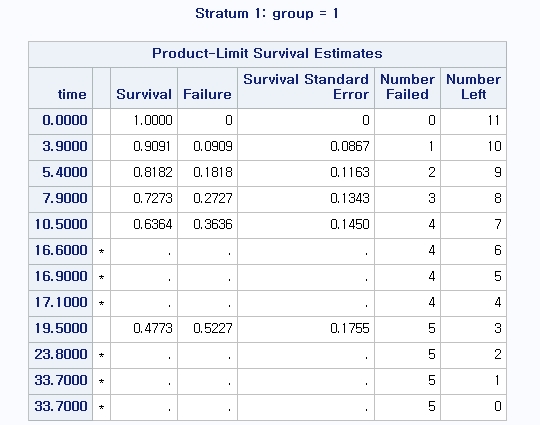 Stratum 1: group = 1
Product-Limit Survival Estimates
time Survival Failure Survival Standard Error Number Failed Number Left
0.0000 1.0000 0 0 0 11
3.9000 0.9091 0.0909 0.0867 1 10
5.4000 0.8182 0.1818 0.1163 2 9
7.9000 0.7273 0.2727 0.1343 3 8
10.5000 0.6364 0.3636 0.1450 4 7
16.6000 * . . . 4 6
16.9000 * . . . 4 5
17.1000 * . . . 4 4
19.5000 0.4773 0.5227 0.1755 5 3
23.8000 * . . . 5 2
33.7000 * . . . 5 1
33.7000 * . . . 5 0